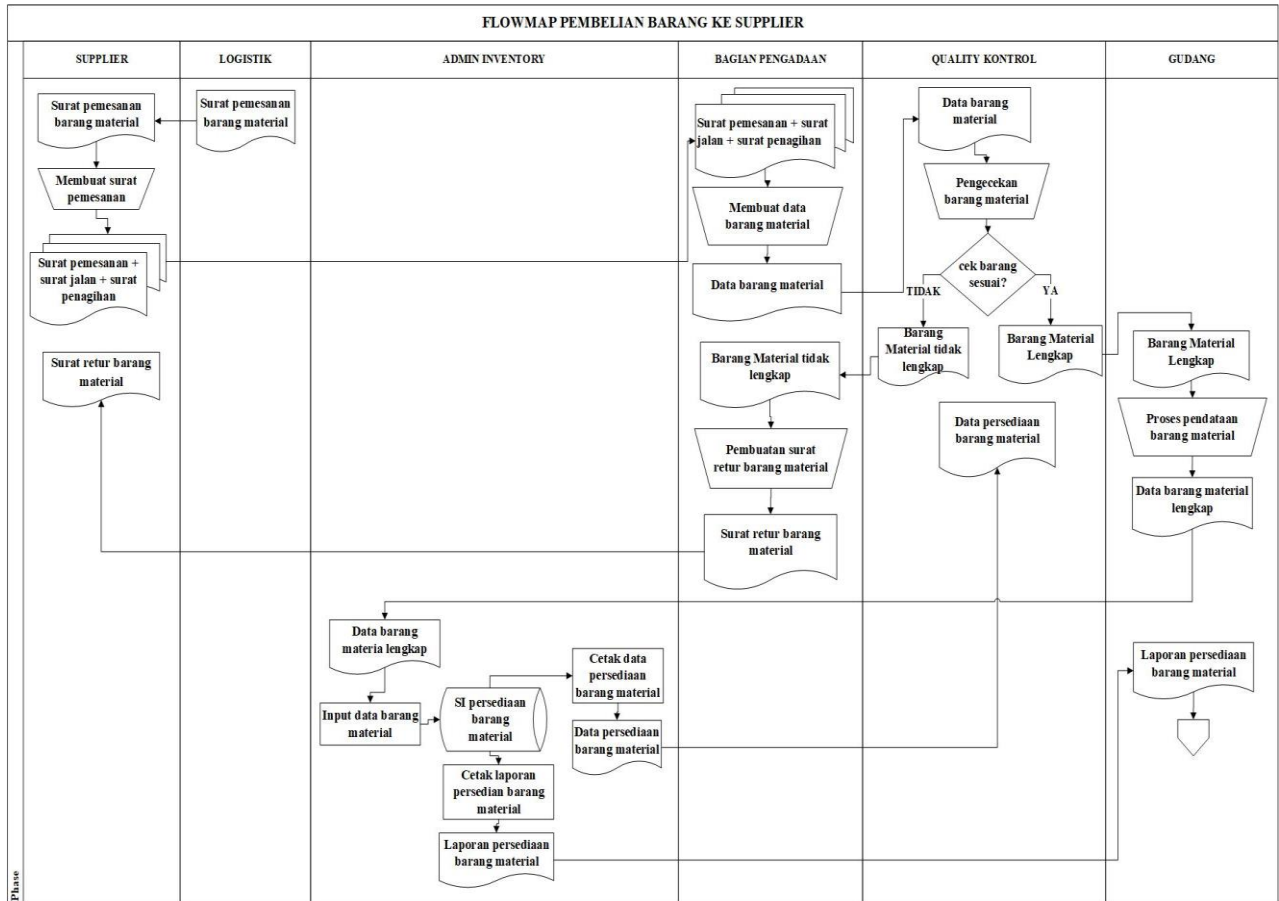 FLOWMAP PEMBELIAN BARANG KE SUPPLIER
SUPPLIER
LOGISTIK
ADMIN INVENTORY
BAGIAN PENGADAAN
QUALITY KONTROL
GUDANG
Surat pemesanan
barang material
Membuat surat
pemesanan
Surat pemesanan +
surat jalan + surat
penagihan
Surat retur barang
material
Surat pemesanan
barang material
Data barang
materia lengkap
Input data barang
material
SI persediaan
barang
material
Cetak data
persediaan
barang material
Data persediaan
barang material
Cetak laporan
persedian barang
material
Laporan persediaan
barang material
Surat pemesanan + surat
jalan + surat penagihan
Membuat data
barang material
Data barang material
Barang Material tidak
lengkap
Pembuatan surat
retur barang material
Surat retur barang
material
Data barang
material
Pengecekan
barang material
cek barang
sesuai?
TIDAK
YA
Barang
Material tidak
lengkap
Barang Material
Lengkap
Data persediaan
barang material
Barang Material
Lengkap
Proses pendataan
barang material
Data barang material
lengkap
Laporan persediaan
barang material
Phase